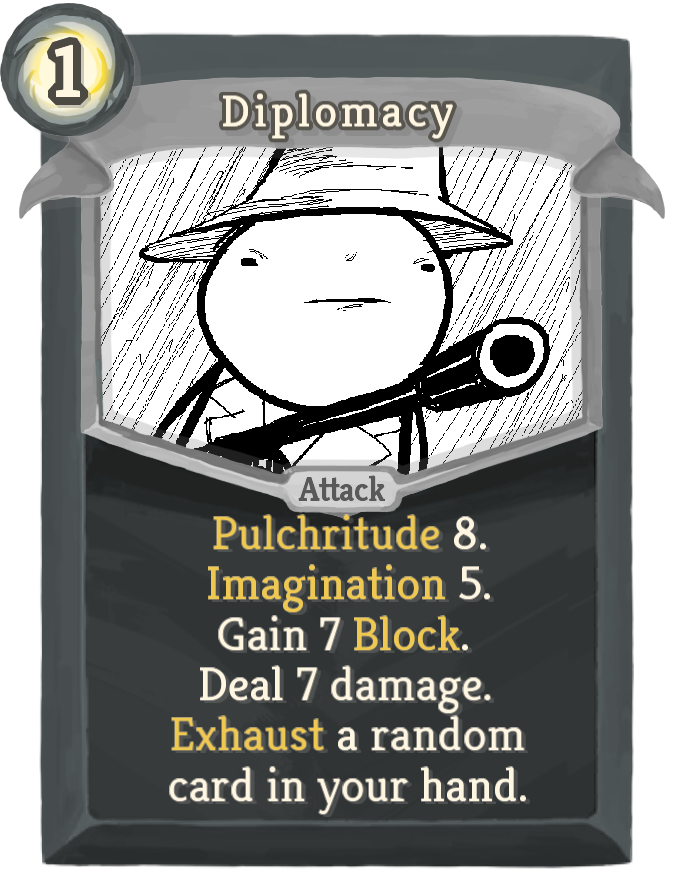 1
Diplomacy
Attack
Pulchritude 8.
Imagination 5.
Gain 7 Block.
Deal 7 damage.
Exhaust a random
card in your hand.